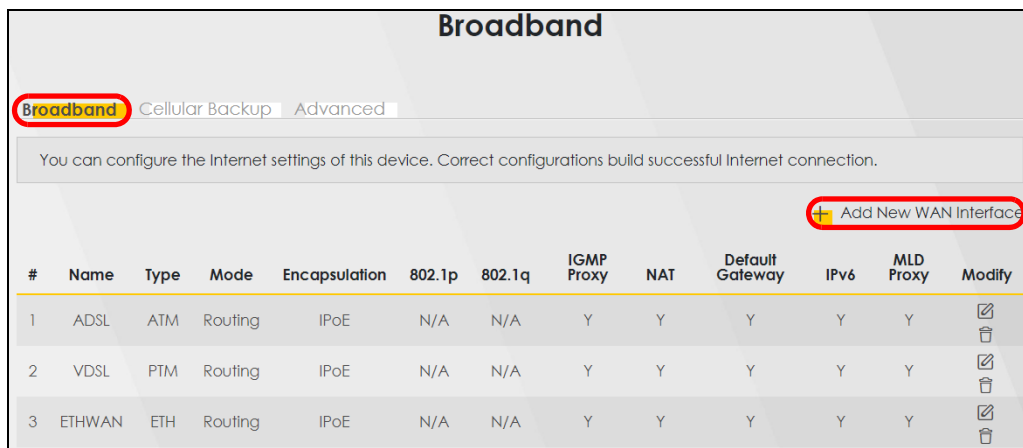 Broadband
Broadband Cellular Backup Advanced
You can configure the Internet settings of this device. Correct configurations build successful Internet connection.
+ Add New WAN Interface
# Name Type Mode Encapsulation 802.1p 802.1q IGMP Proxy NAT Default Gateway IPv6 MLD Proxy Modify
1 ADSL ATM Routing IPoE N/A N/A Y Y Y Y Y
2 VDSL PTM Routing IPoE N/A N/A Y Y Y Y Y
3 ETHWAN ETH Routing IPoE N/A N/A Y Y Y Y Y